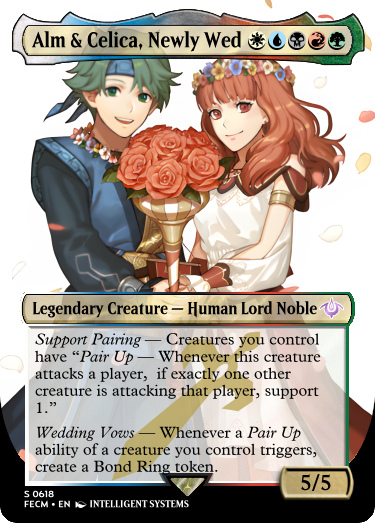 Alm & Celica, Newly Wed
Legendary Creature — Human Lord Noble
Support Pairing — Creatures you control
have “Pair Up — Whenever this creature
attacks a player, if exactly one other
creature is attacking that player, support
1.”
Wedding Vows — Whenever a Pair Up
ability of a creature you control triggers,
create a Bond Ring token.
5/5
S 0618
FECM • EN INTELLIGENT SYSTEMS